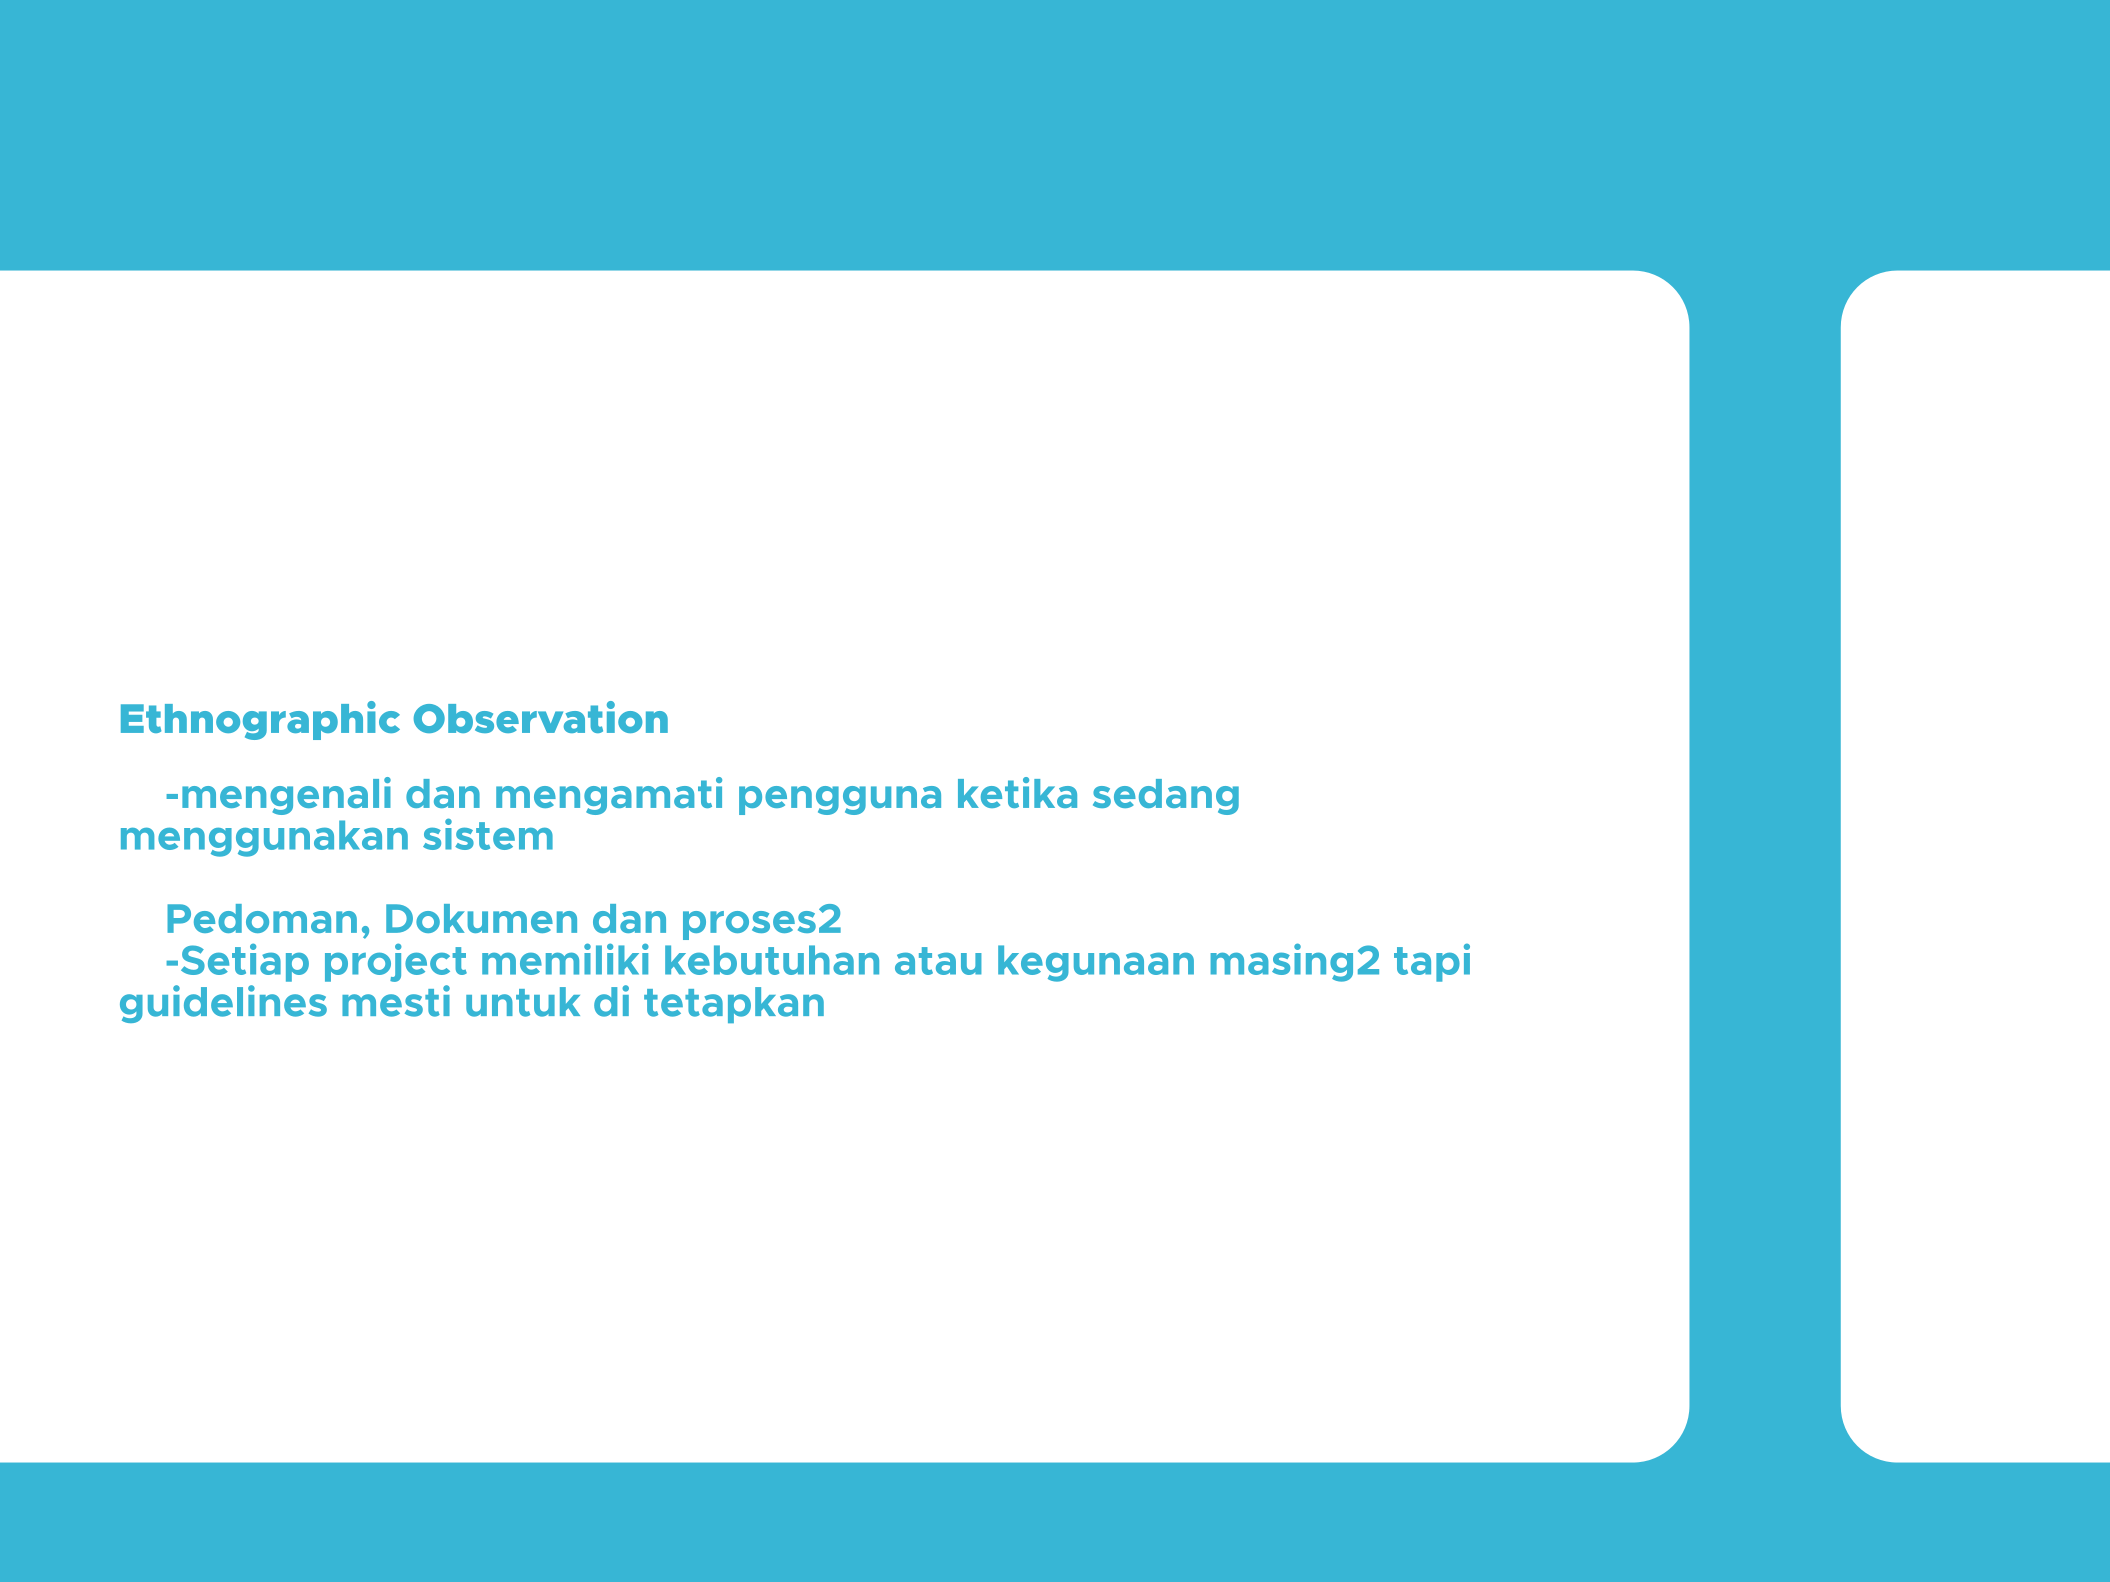 Ethnographic Observation
-mengenali dan mengamati pengguna ketika sedang
menggunakan sistem
Pedoman, Dokumen dan proses2
-Setiap project memiliki kebutuhan atau kegunaan masing2 tapi
guidelines mesti untuk di tetapkan